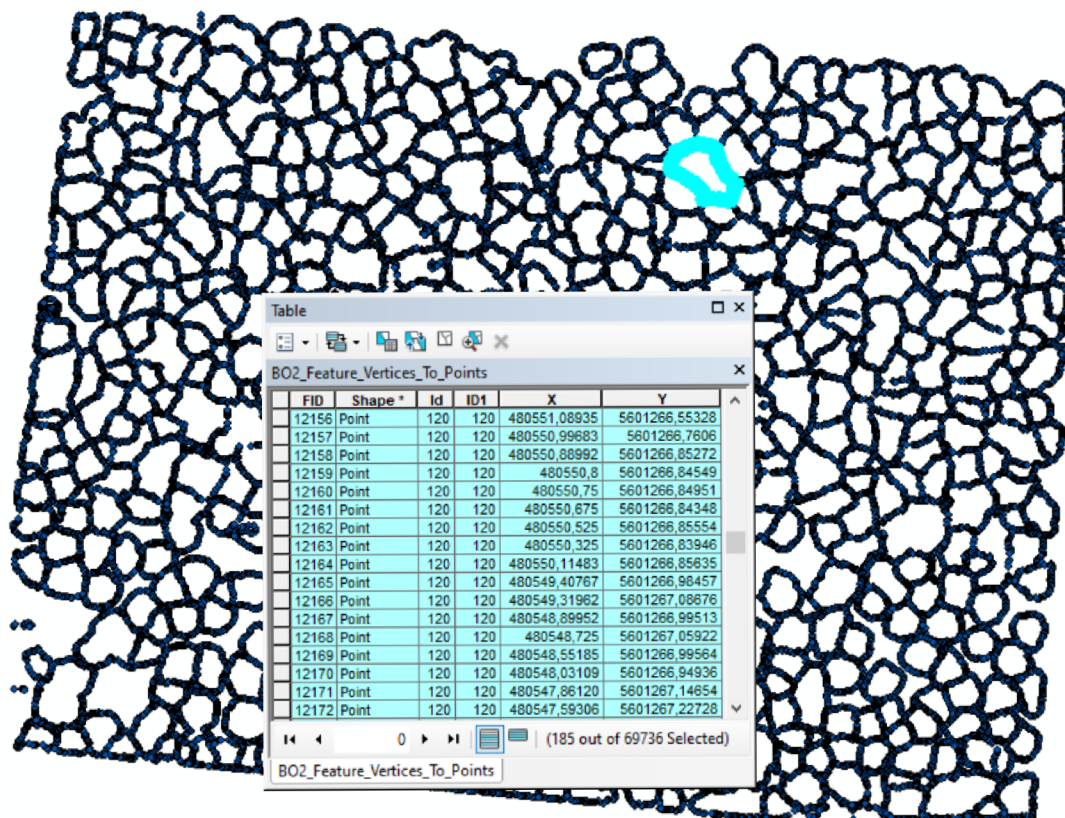 Table
BO2_Feature_Vertices_To_Points
FID Shape * Id ID1 X Y
12156 Point 120 120 480551,08935 5601266,55328
12157 Point 120 120 480550,99683 5601266,7606
12158 Point 120 120 480550,88992 5601266,85272
12159 Point 120 120 480550,8 5601266,84549
12160 Point 120 120 480550,75 5601266,84951
12161 Point 120 120 480550,675 5601266,84348
12162 Point 120 120 480550,525 5601266,85554
12163 Point 120 120 480550,325 5601266,83946
12164 Point 120 120 480550,11483 5601266,85635
12165 Point 120 120 480549,40767 5601266,98457
12166 Point 120 120 480549,31962 5601267,08676
12167 Point 120 120 480548,89952 5601266,99513
12168 Point 120 120 480548,725 5601267,05922
12169 Point 120 120 480548,55185 5601266,99564
12170 Point 120 120 480548,03109 5601266,94936
12171 Point 120 120 480547,86120 5601267,14654
12172 Point 120 120 480547,59306 5601267,22728
0 (185 out of 69736 Selected)
BO2_Feature_Vertices_To_Points